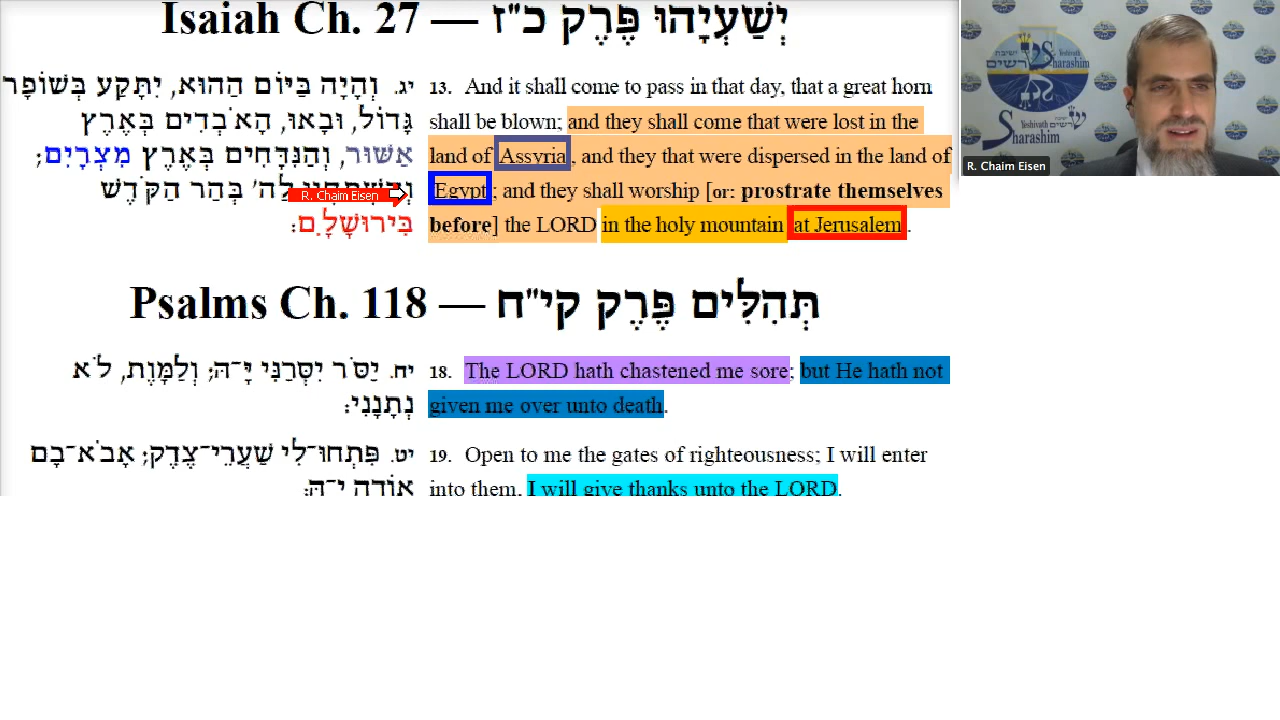 Isaiah Ch. 27 — יְשַׁעְיָהוּ פֶּרֶק כ"ז
יג. וְהָיָה בַּיּוֹם הַהוּא, יִתָּקַע בְּשׁוֹפָר
גָּדוֹל, וּבָאוּ, הָאֹבְדִים בְּאֶרֶץ
אַשּׁוּר, וְהַנִּדָּחִים בְּאֶרֶץ מִצְרָיִם;
לַה' בְּהַר הַקֹּדֶשׁ
בִּירוּשָׁלָ‍ִם:
13. And it shall come to pass in that day, that a great horn
shall be blown; and they shall come that were lost in the
land of Assyria, and they that were dispersed in the land of
Egypt; and they shall worship [or: prostrate themselves
before] the LORD in the holy mountain at Jerusalem.
R. Chaim Eisen
Psalms Ch. 118 — תְּהִלִּים פֶּרֶק קי"ח
יח. יַסֹּר יִסְּרַנִּי יָּ־הּ; וְלַמָּוֶת, לֹא
נְתָנָנִי:
18. The LORD hath chastened me sore; but He hath not
given me over unto death.
יט. פִּתְחוּ־לִי שַׁעֲרֵי־צֶדֶק; אָבֹא־בָם
אוֹדֶה יָ־הּ:
19. Open to me the gates of righteousness; I will enter
into them, I will give thanks unto the LORD.
ישיבת
Yeshivath
שרשים
Sharashim
Sharashim
R. Chaim Eisen